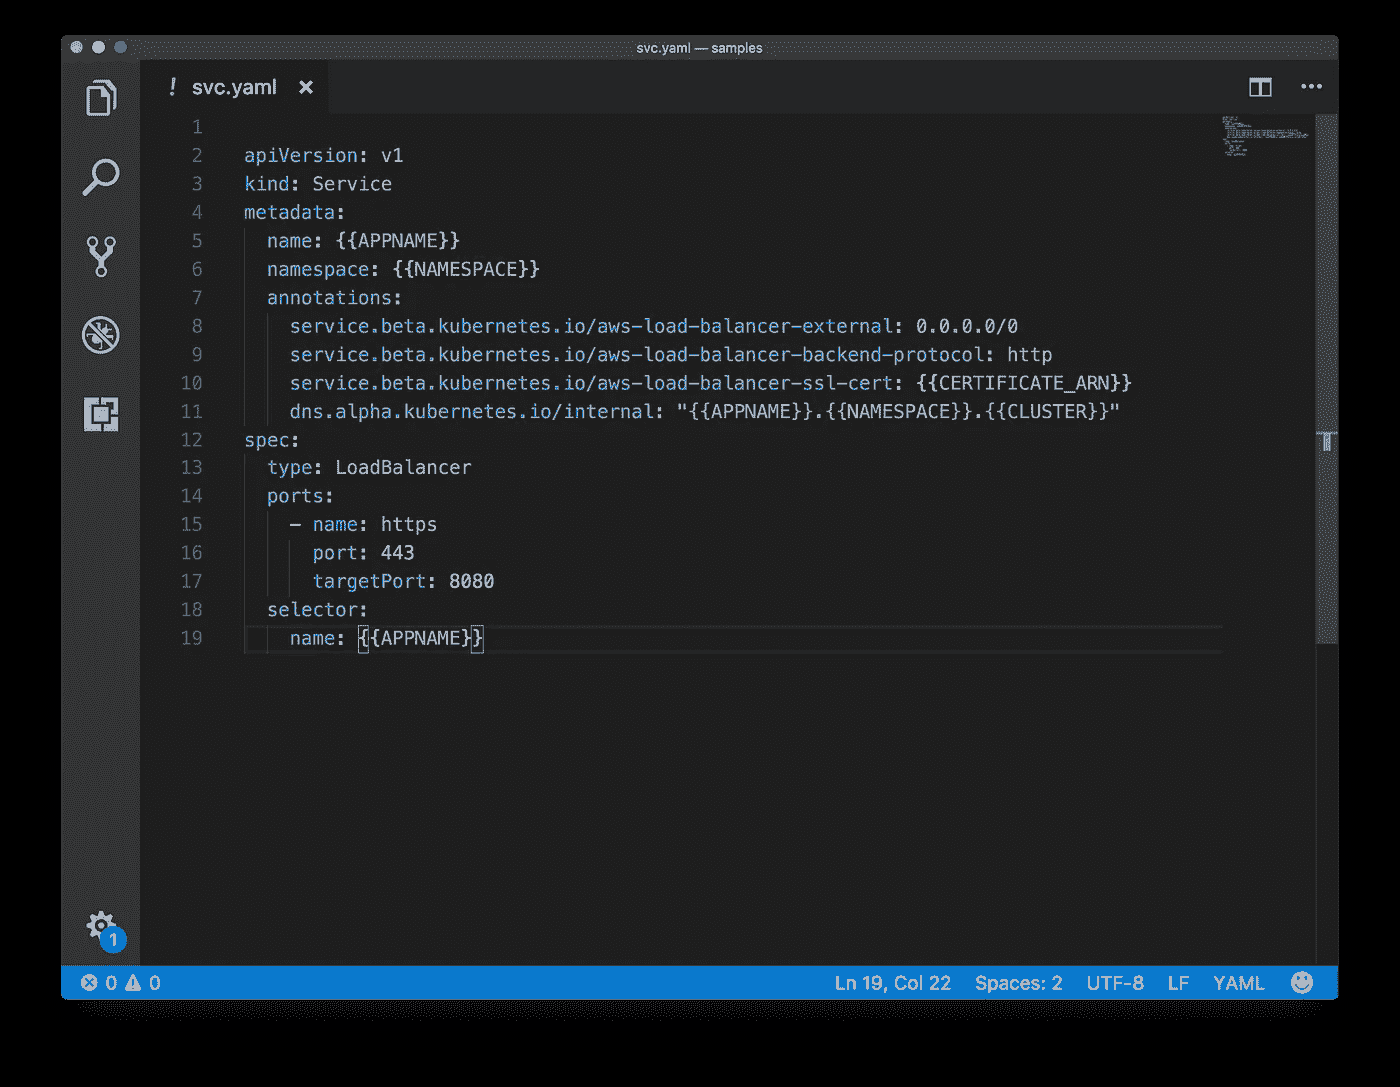 svc.yaml — samples
! svc.yaml ×
1
2 apiVersion: v1
3 kind: Service
4 metadata:
5   name: {{APPNAME}}
6   namespace: {{NAMESPACE}}
7   annotations:
8     service.beta.kubernetes.io/aws-load-balancer-external: 0.0.0.0/0
9     service.beta.kubernetes.io/aws-load-balancer-backend-protocol: http
10     service.beta.kubernetes.io/aws-load-balancer-ssl-cert: {{CERTIFICATE_ARN}}
11     dns.alpha.kubernetes.io/internal: "{{APPNAME}}.{{NAMESPACE}}.{{CLUSTER}}"
12 spec:
13   type: LoadBalancer
14   ports:
15     - name: https
16       port: 443
17       targetPort: 8080
18   selector:
19     name: {{APPNAME}}
1
0 0 Ln 19, Col 22 Spaces: 2 UTF-8 LF YAML